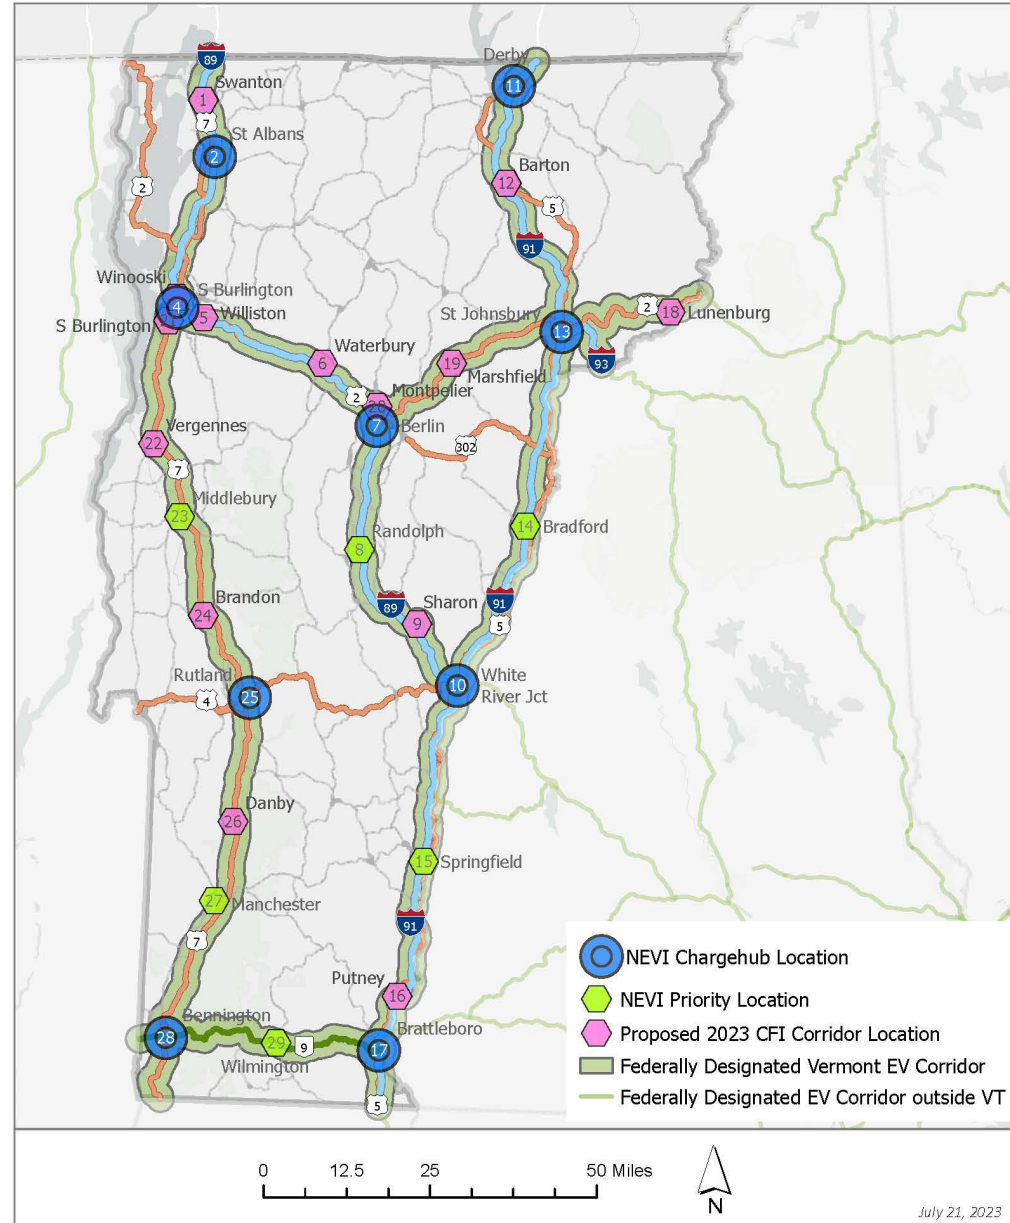 Derby
89
11
Swanton
1
7
St Albans
2
Barton
12
2
5
91
Winooski
S Burlington
4
5
Williston
S Burlington
St Johnsbury
13
2
18
Lunenburg
93
Waterbury
6
19
Marshfield
2
Montpelier
7
Berlin
302
Vergennes
22
7
Middlebury
23
Randolph
8
14
Bradford
Brandon
24
89
Sharon
9
91
5
Rutland
25
4
10
White
River Jct
Danby
26
15
Springfield
27
Manchester
91
7
Putney
16
Bennington
28
29
9
Wilmington
Brattleboro
17
5
NEVI Chargehub Location
NEVI Priority Location
Proposed 2023 CFI Corridor Location
Federally Designated Vermont EV Corridor
Federally Designated EV Corridor outside VT
0 12.5 25 50 Miles
N
July 21, 2023